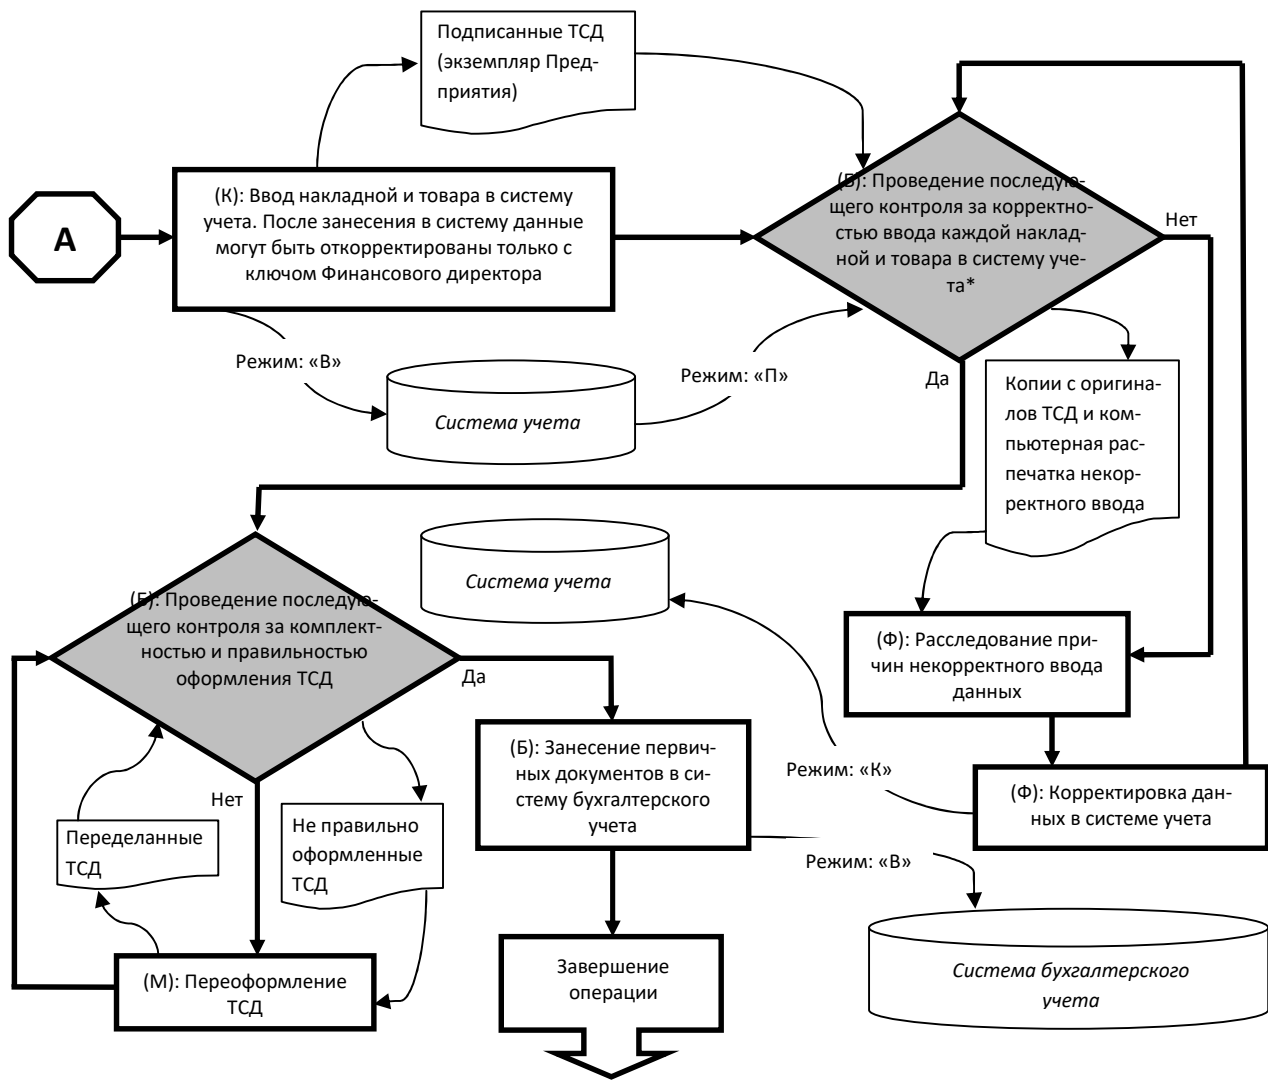 Подписанные ТСД
(экземпляр Пред-
приятия)
А
(К): Ввод накладной и товара в систему
учета. После занесения в систему данные
могут быть откорректированы только с
ключом Финансового директора
(Б): Проведение последую-
щего контроля за корректно-
стью ввода каждой наклад-
ной и товара в систему уче-
та*
Нет
Да
Режим: «В»
Система учета
Режим: «П»
Копии с оригина-
лов ТСД и ком-
пьютерная рас-
печатка некор-
ректного ввода
Система учета
(Б): Проведение последую-
щего контроля за комплект-
ностью и правильностью
оформления ТСД
Да
Нет
(Ф): Расследование при-
чин некорректного ввода
данных
(Б): Занесение первич-
ных документов в си-
стему бухгалтерского
учета
Режим: «К»
(Ф): Корректировка дан-
ных в системе учета
Переделанные
ТСД
Не правильно
оформленные
ТСД
Режим: «В»
(М): Переоформление
ТСД
Завершение
операции
Система бухгалтерского
учета